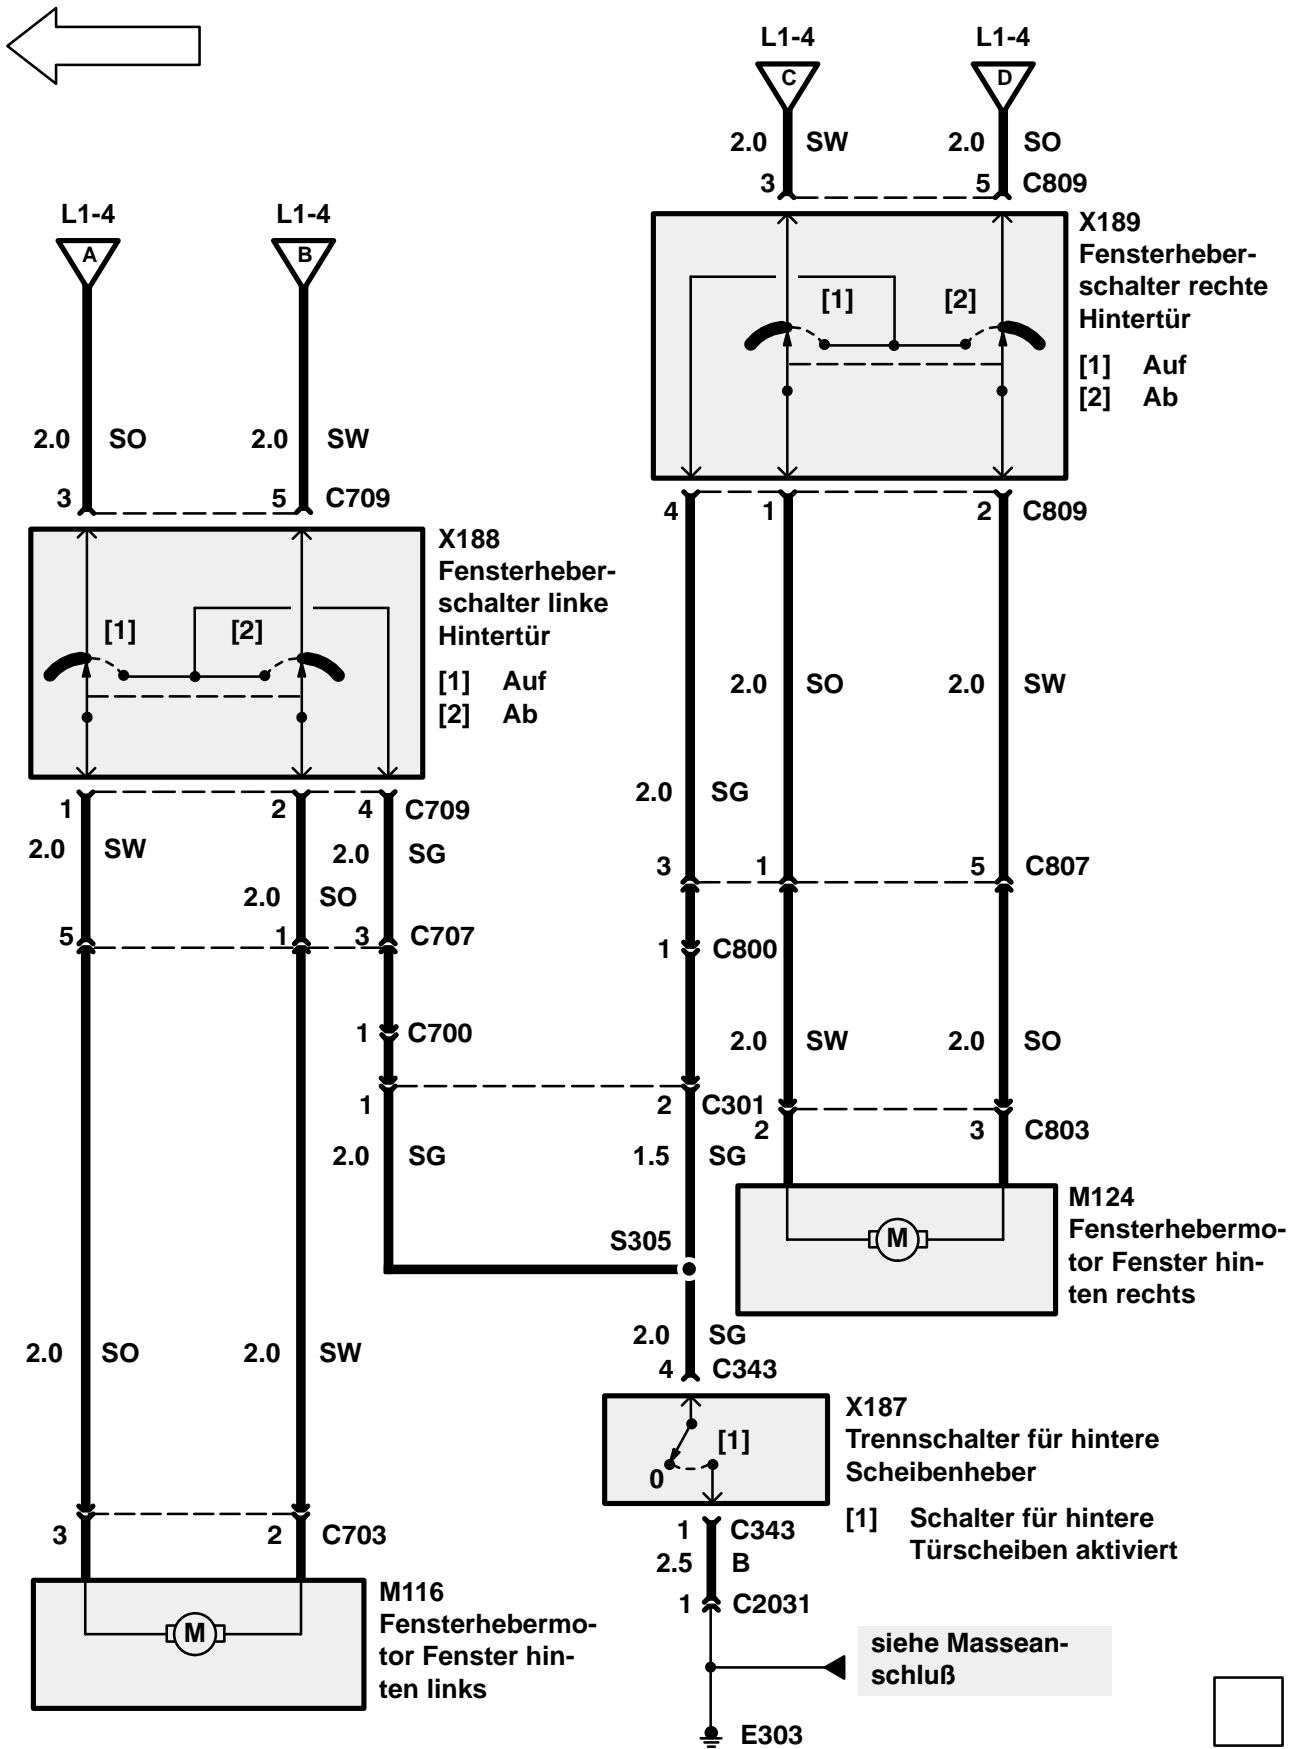 L1-4 L1-4
C D
2.0 SW 2.0 SO
3 5 C809
L1-4 L1-4
A B
X189
Fensterheber-
schalter rechte
Hintertür
[1] [2]
[1] Auf
[2] Ab
2.0 SO 2.0 SW
3 5 C709
4 1 2 C809
X188
Fensterheber-
schalter linke
Hintertür
[1] [2]
[1] Auf
[2] Ab
2.0 SO 2.0 SW
2.0 SG
1 2 4 C709
2.0 SW 2.0 SG
3 1 5 C807
2.0 SO
5 1 3 C707
1 C800
1 C700
2.0 SW 2.0 SO
1 2 C301
2 3 C803
2.0 SG 1.5 SG
M124
Fensterhebermo-
tor Fenster hin-
ten rechts
M
S305
2.0 SG
2.0 SO 2.0 SW
4 C343
X187
Trennschalter für hintere
Scheibenheber
[1]
0
[1] Schalter für hintere
Türscheiben aktiviert
1 C343
3 2 C703
2.5 B
M116
Fensterhebermo-
tor Fenster hin-
ten links
M
1 C2031
siehe Massean-
schluß
E303